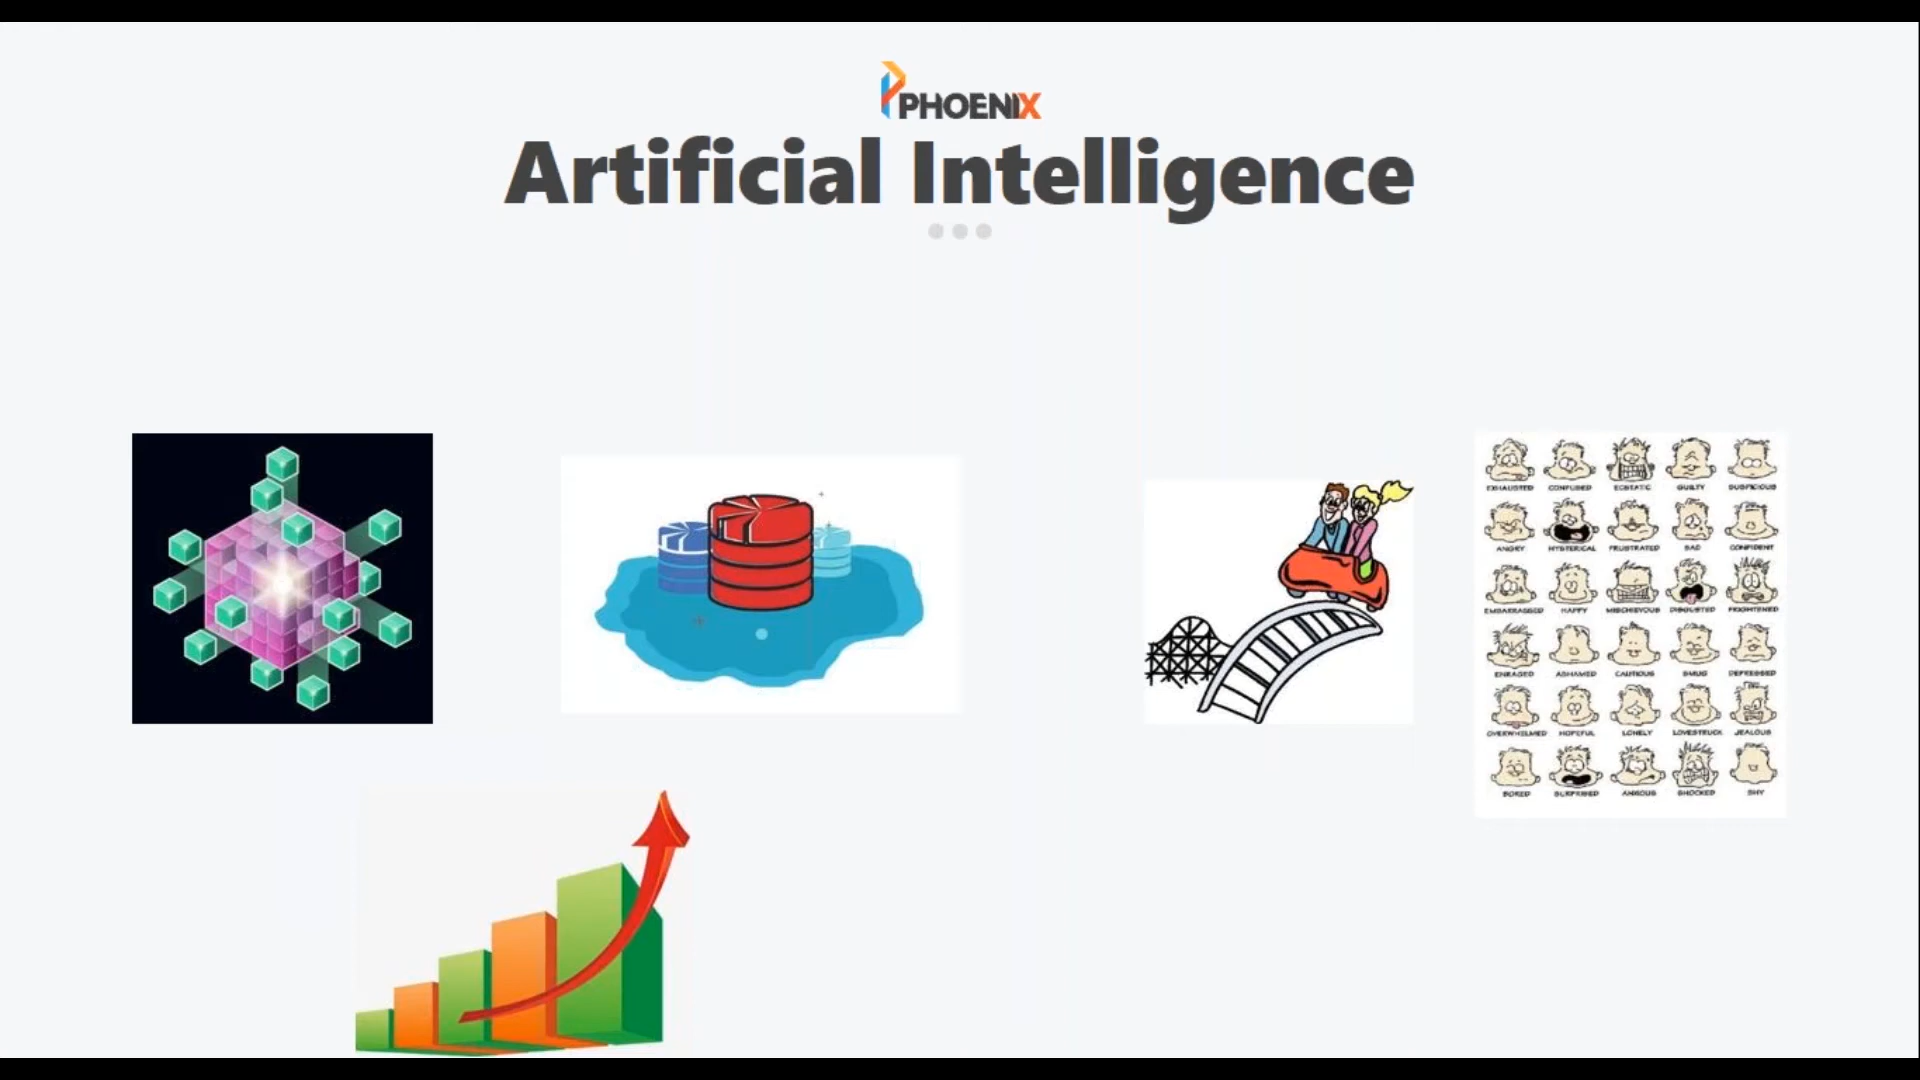 PHOENIX
Artificial Intelligence
EXHAUSTED CONFUSED ECSTATIC GUILTY SUSPICIOUS
ANGRY HYSTERICAL FRUSTRATED SAD CONFIDENT
EMBARRASSED HAPPY MISCHIEVOUS DISGUSTED FRIGHTENED
ENRAGED ASHAMED CAUTIOUS SMUG DEPRESSED
OVERWHELMED HOPEFUL LONELY LOVESTRUCK JEALOUS
BORED SURPRISED ANXIOUS SHOCKED SHY